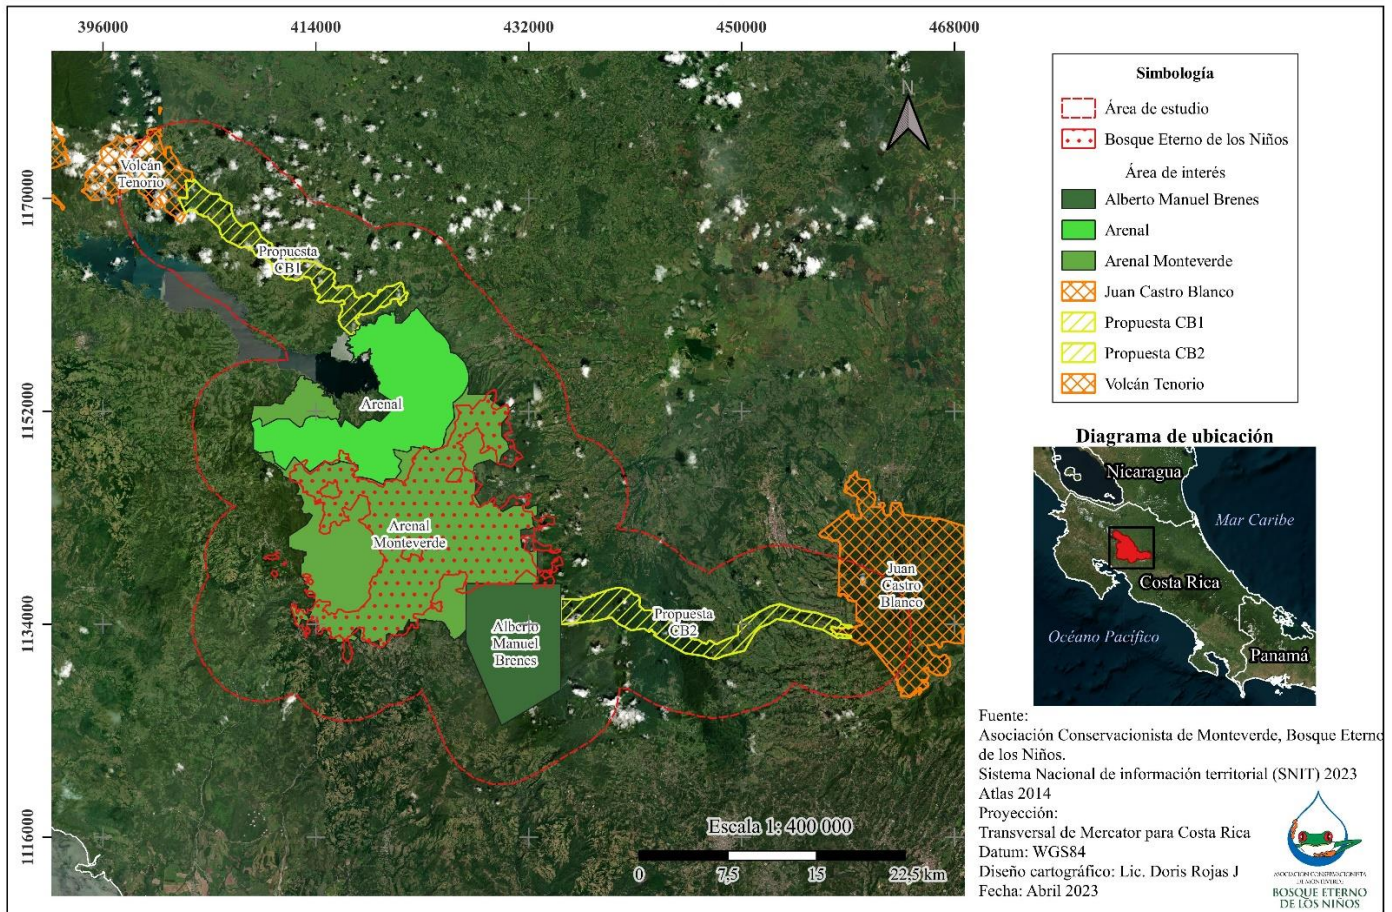 396000
414000
432000
450000
468000
1170000
1152000
1134000
1116000
N
Volcán
Tenorio
Propuesta
CB1
Arenal
Arenal
Monteverde
Alberto
Manuel
Brenes
Propuesta
CB2
Juan
Castro
Blanco
Escala 1: 400 000
0
7,5
15
22,5 km
Simbología
Área de estudio
Bosque Eterno de los Niños
Área de interés
Alberto Manuel Brenes
Arenal
Arenal Monteverde
Juan Castro Blanco
Propuesta CB1
Propuesta CB2
Volcán Tenorio
Diagrama de ubicación
Nicaragua
Mar Caribe
Costa Rica
Océano Pacífico
Panamá
Fuente:
Asociación Conservacionista de Monteverde, Bosque Eterno
de los Niños.
Sistema Nacional de información territorial (SNIT) 2023
Atlas 2014
Proyección:
Transversal de Mercator para Costa Rica
Datum: WGS84
Diseño cartográfico: Lic. Doris Rojas J
Fecha: Abril 2023
ASOCIACIÓN CONSERVACIONISTA
DE MONTEVERDE
BOSQUE ETERNO
DE LOS NIÑOS